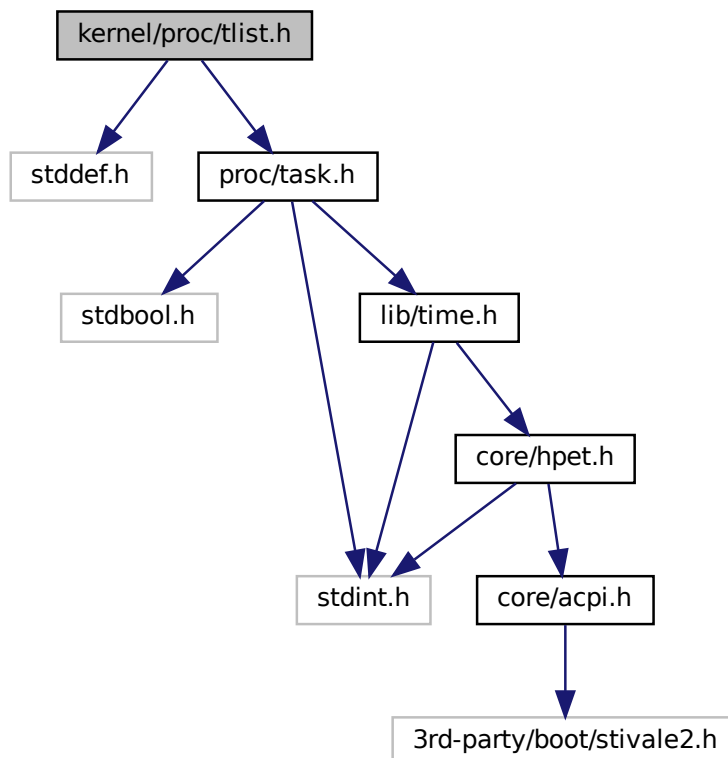 kernel/proc/tlist.h
stddef.h
proc/task.h
stdbool.h
lib/time.h
core/hpet.h
stdint.h
core/acpi.h
3rd-party/boot/stivale2.h